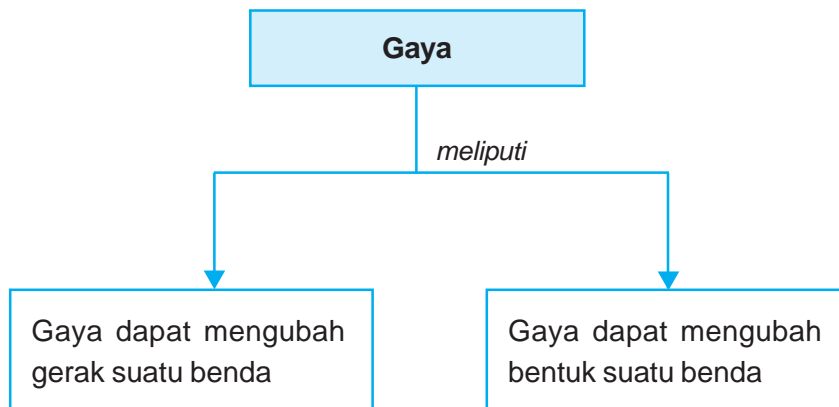 Gaya
meliputi
Gaya dapat mengubah
gerak suatu benda
Gaya dapat mengubah
bentuk suatu benda